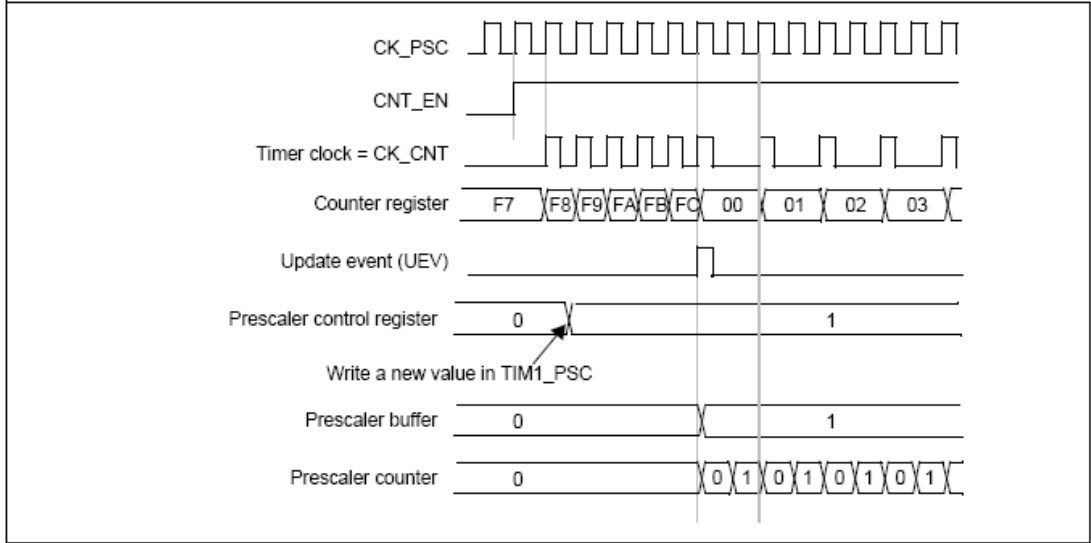 CK_PSC
CNT_EN
Timer clock = CK_CNT
Counter register F7 F8 F9 FA FB FC 00 01 02 03
Update event (UEV)
Prescaler control register 0 1
Write a new value in TIM1_PSC
Prescaler buffer 0 1
Prescaler counter 0 0 1 0 1 0 1 0 1